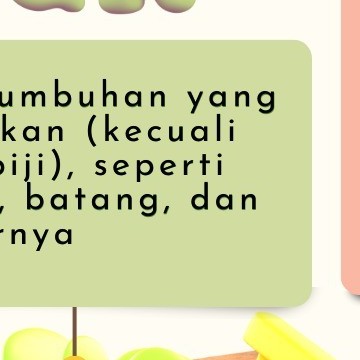 umbuhan yang
kan (kecuali
biji), seperti
, batang, dan
rnya